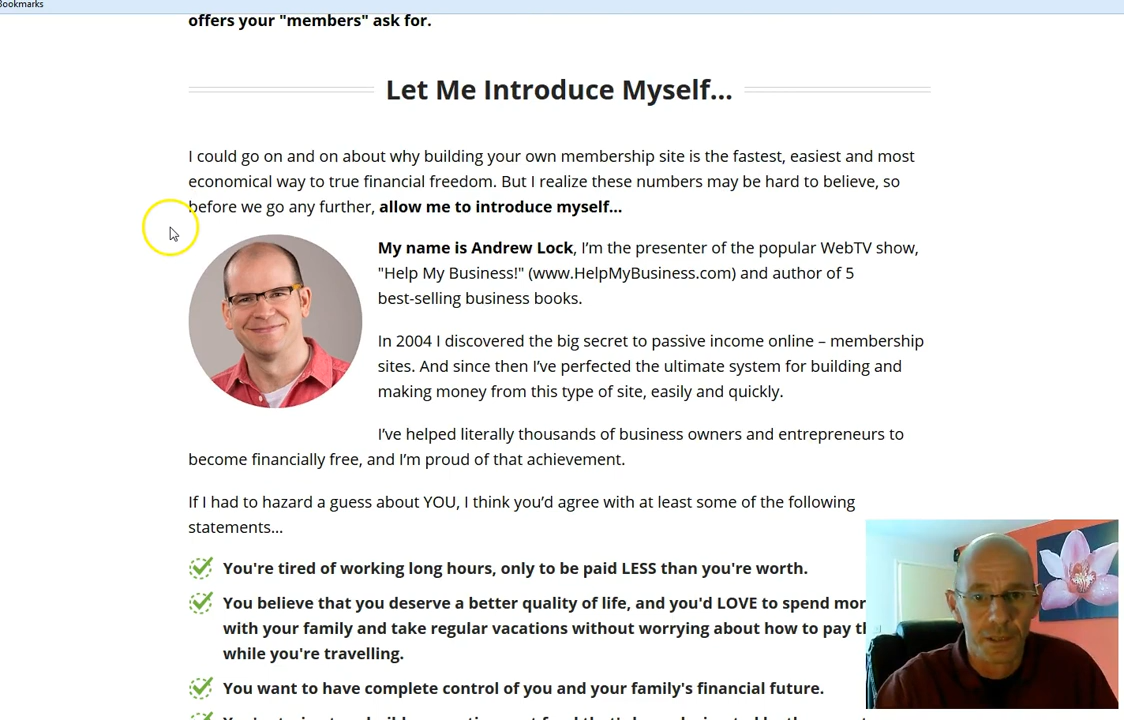 Bookmarks
offers your "members" ask for.
Let Me Introduce Myself...
I could go on and on about why building your own membership site is the fastest, easiest and most
economical way to true financial freedom. But I realize these numbers may be hard to believe, so
before we go any further, allow me to introduce myself...
My name is Andrew Lock, I'm the presenter of the popular WebTV show,
"Help My Business!" (www.HelpMyBusiness.com) and author of 5
best-selling business books.
In 2004 I discovered the big secret to passive income online – membership
sites. And since then I've perfected the ultimate system for building and
making money from this type of site, easily and quickly.
I've helped literally thousands of business owners and entrepreneurs to
become financially free, and I'm proud of that achievement.
If I had to hazard a guess about YOU, I think you'd agree with at least some of the following
statements...
You're tired of working long hours, only to be paid LESS than you're worth.
You believe that you deserve a better quality of life, and you'd LOVE to spend mor
with your family and take regular vacations without worrying about how to pay th
while you're travelling.
You want to have complete control of you and your family's financial future.